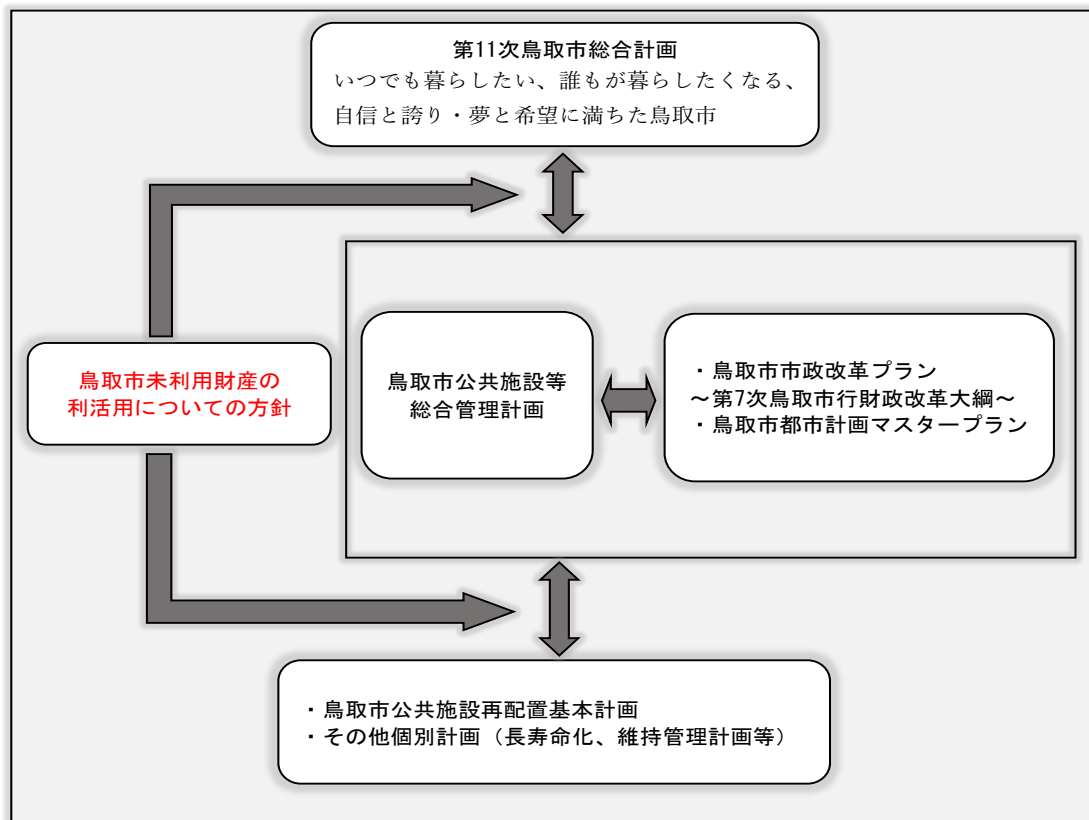 第11次鳥取市総合計画
いつでも暮らしたい、誰もが暮らしたくなる、
自信と誇り・夢と希望に満ちた鳥取市
鳥取市未利用財産の
利活用についての方針
鳥取市公共施設等
総合管理計画
・鳥取市市政改革プラン
～第7次鳥取市行財政改革大綱～
・鳥取市都市計画マスタープラン
・鳥取市公共施設再配置基本計画
・その他個別計画（長寿命化、維持管理計画等）